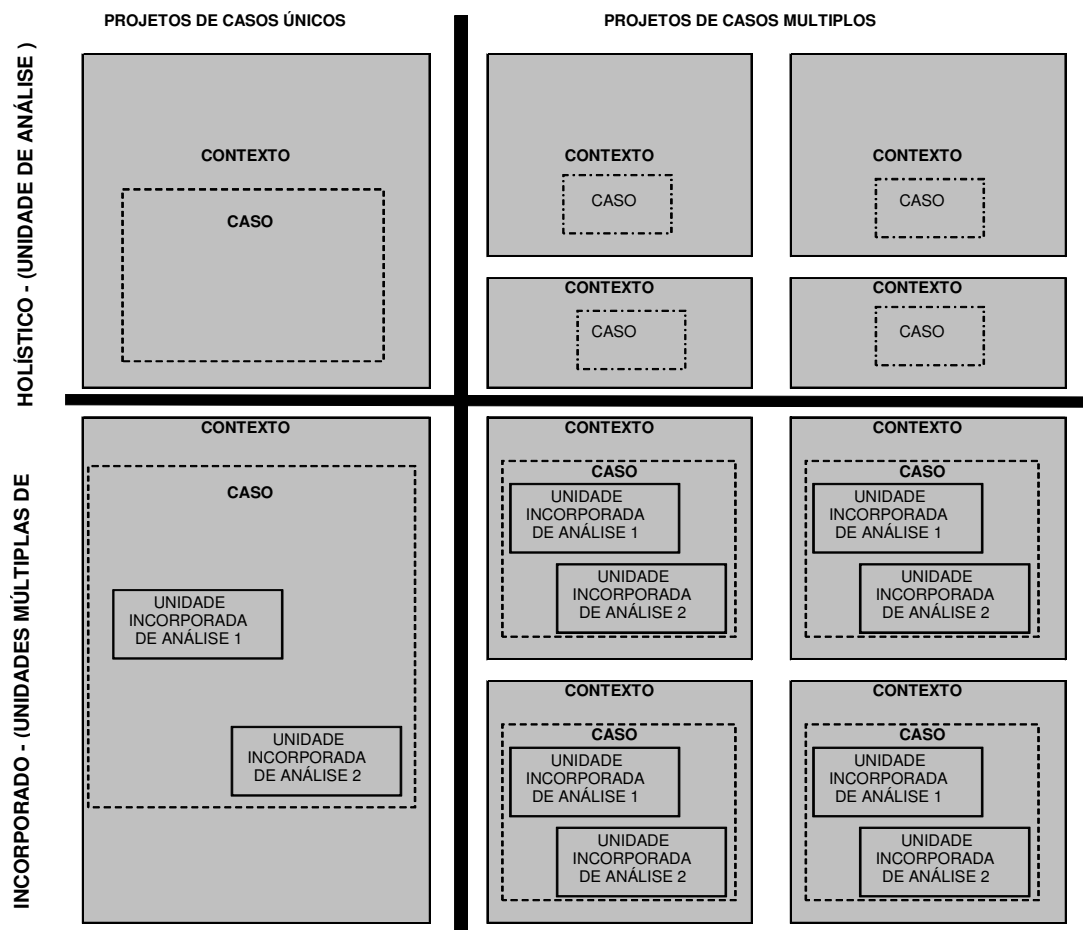 PROJETOS DE CASOS ÚNICOS
PROJETOS DE CASOS MULTIPLOS
HOLÍSTICO - (UNIDADE DE ANÁLISE )
CONTEXTO
CASO
CONTEXTO
CASO
CONTEXTO
CASO
CONTEXTO
CASO
CONTEXTO
CASO
INCORPORADO - (UNIDADES MÚLTIPLAS DE
CONTEXTO
CASO
UNIDADE
INCORPORADA
DE ANÁLISE 1
UNIDADE
INCORPORADA
DE ANÁLISE 2
CONTEXTO
CASO
UNIDADE
INCORPORADA
DE ANÁLISE 1
UNIDADE
INCORPORADA
DE ANÁLISE 2
CONTEXTO
CASO
UNIDADE
INCORPORADA
DE ANÁLISE 1
UNIDADE
INCORPORADA
DE ANÁLISE 2
CONTEXTO
CASO
UNIDADE
INCORPORADA
DE ANÁLISE 1
UNIDADE
INCORPORADA
DE ANÁLISE 2
CONTEXTO
CASO
UNIDADE
INCORPORADA
DE ANÁLISE 1
UNIDADE
INCORPORADA
DE ANÁLISE 2